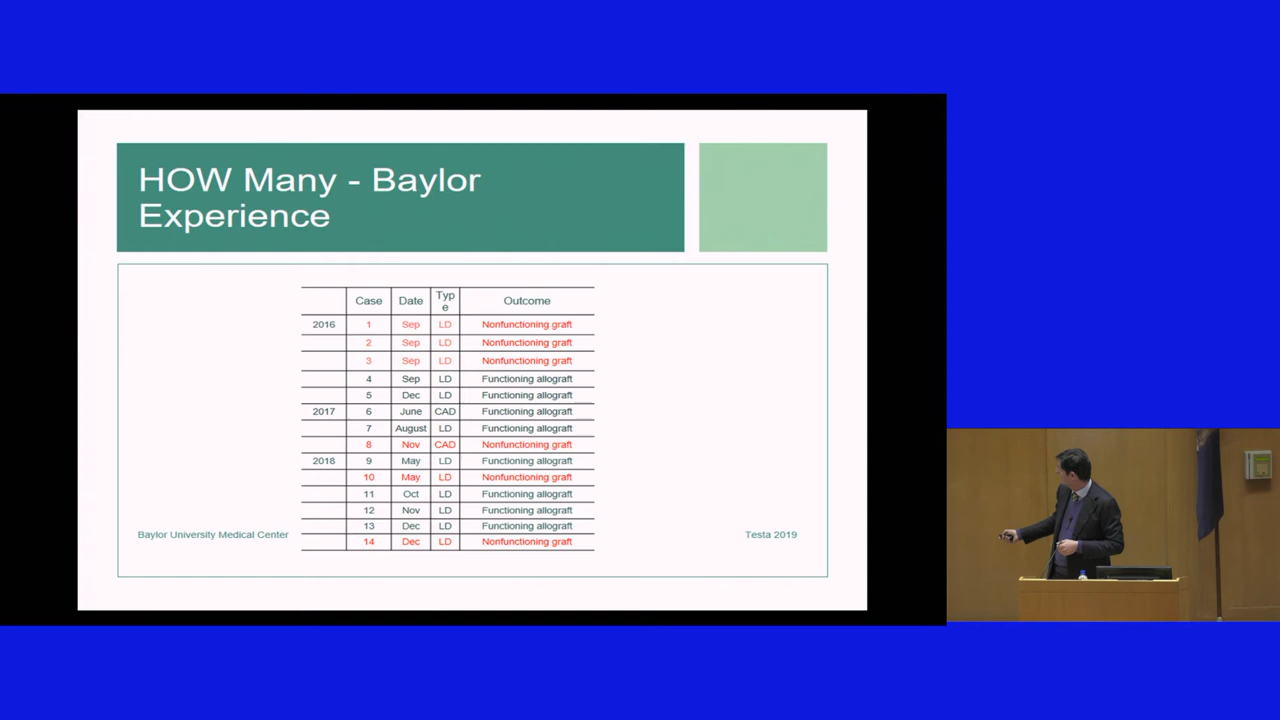 HOW Many - Baylor
Experience
Case Date Typ
e Outcome
2016 1 Sep LD Nonfunctioning graft
2 Sep LD Nonfunctioning graft
3 Sep LD Nonfunctioning graft
4 Sep LD Functioning allograft
5 Dec LD Functioning allograft
2017 6 June CAD Functioning allograft
7 August LD Functioning allograft
8 Nov CAD Nonfunctioning graft
2018 9 May LD Functioning allograft
10 May LD Nonfunctioning graft
11 Oct LD Functioning allograft
12 Nov LD Functioning allograft
13 Dec LD Functioning allograft
14 Dec LD Nonfunctioning graft
Baylor University Medical Center
Testa 2019